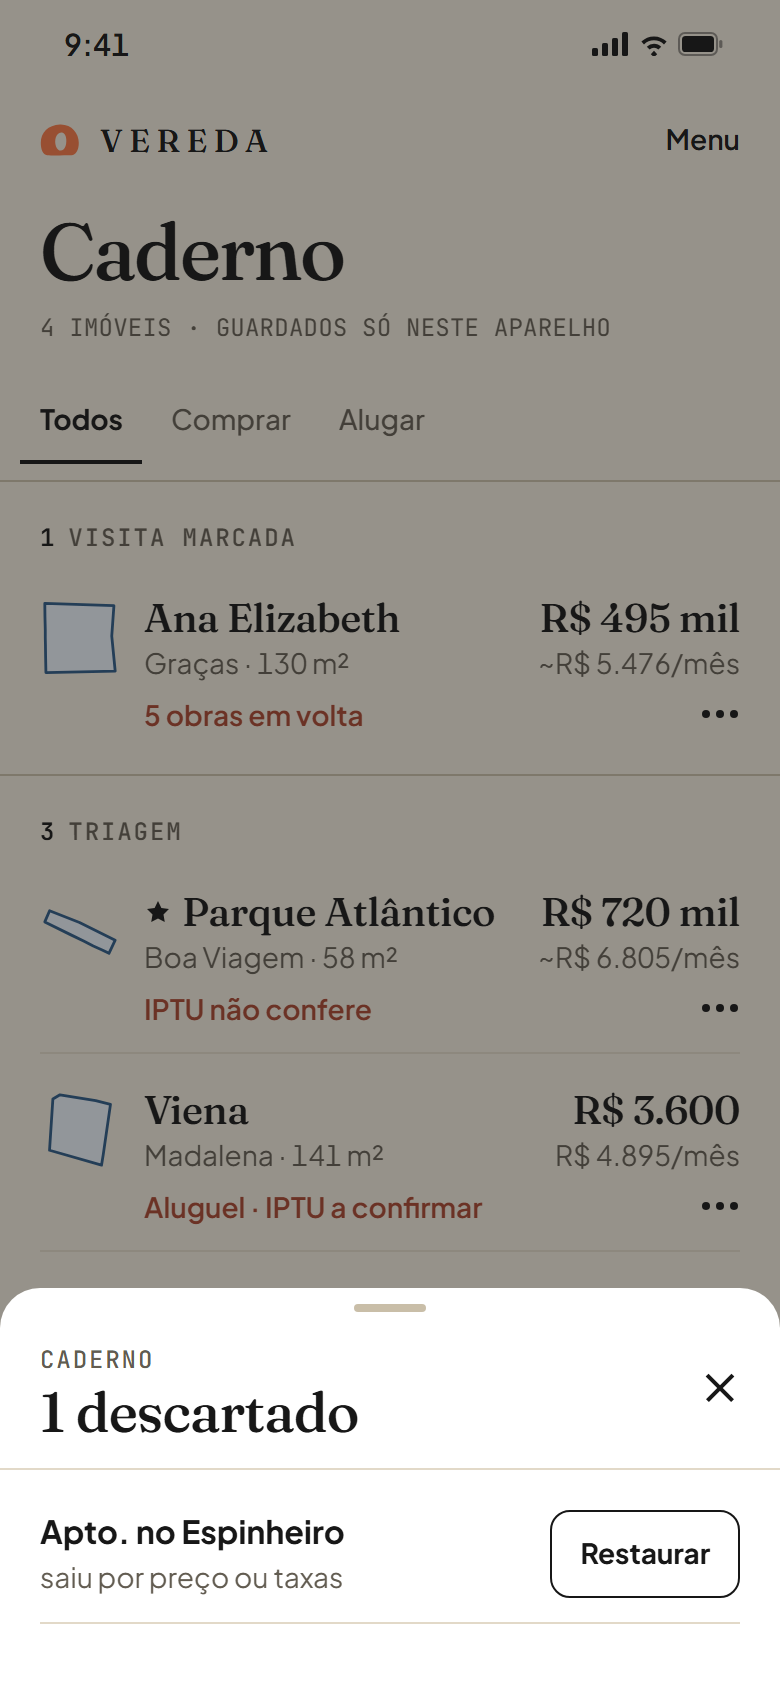 9:41
VEREDA
Menu
Caderno
4 IMÓVEIS · GUARDADOS SÓ NESTE APARELHO
Todos Comprar Alugar
1 VISITA MARCADA
Ana Elizabeth R$ 495 mil
Graças · 130 m² ~R$ 5.476/mês
5 obras em volta
3 TRIAGEM
★ Parque Atlântico R$ 720 mil
Boa Viagem · 58 m² ~R$ 6.805/mês
IPTU não confere
Viena R$ 3.600
Madalena · 141 m² R$ 4.895/mês
Aluguel · IPTU a confirmar
CADERNO
1 descartado
Apto. no Espinheiro
saiu por preço ou taxas
Restaurar